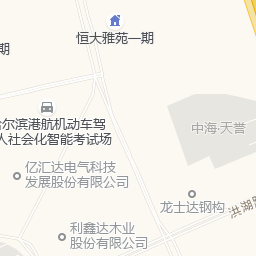 恒大雅苑一期
期
哈尔滨港航机动车驾
人社会化智能考试场
中海·天誉
亿汇达电气科技
发展股份有限公司
龙士达钢构
洪湖路
利鑫达木业
股份有限公司